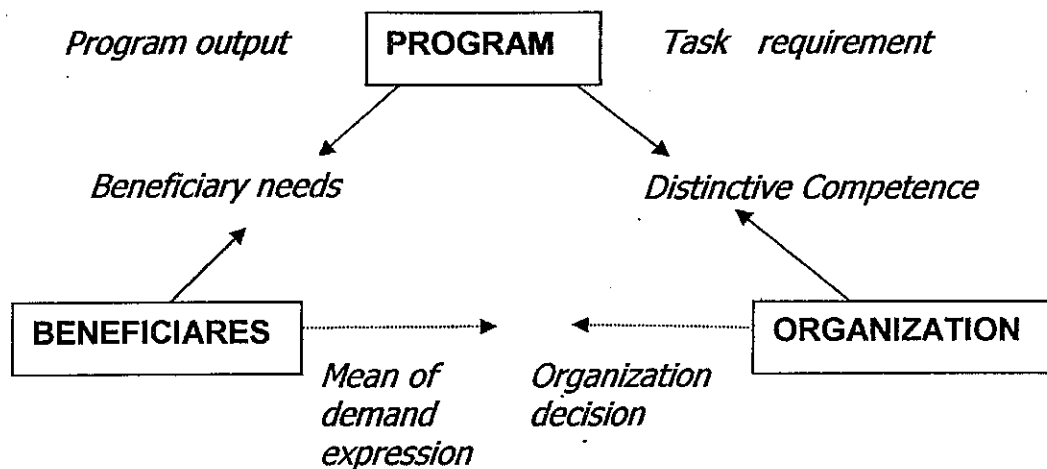 Program output
PROGRAM
Task requirement
Beneficiary needs
Distinctive Competence
BENEFICIARES
ORGANIZATION
Mean of
demand
expression
Organization
decision